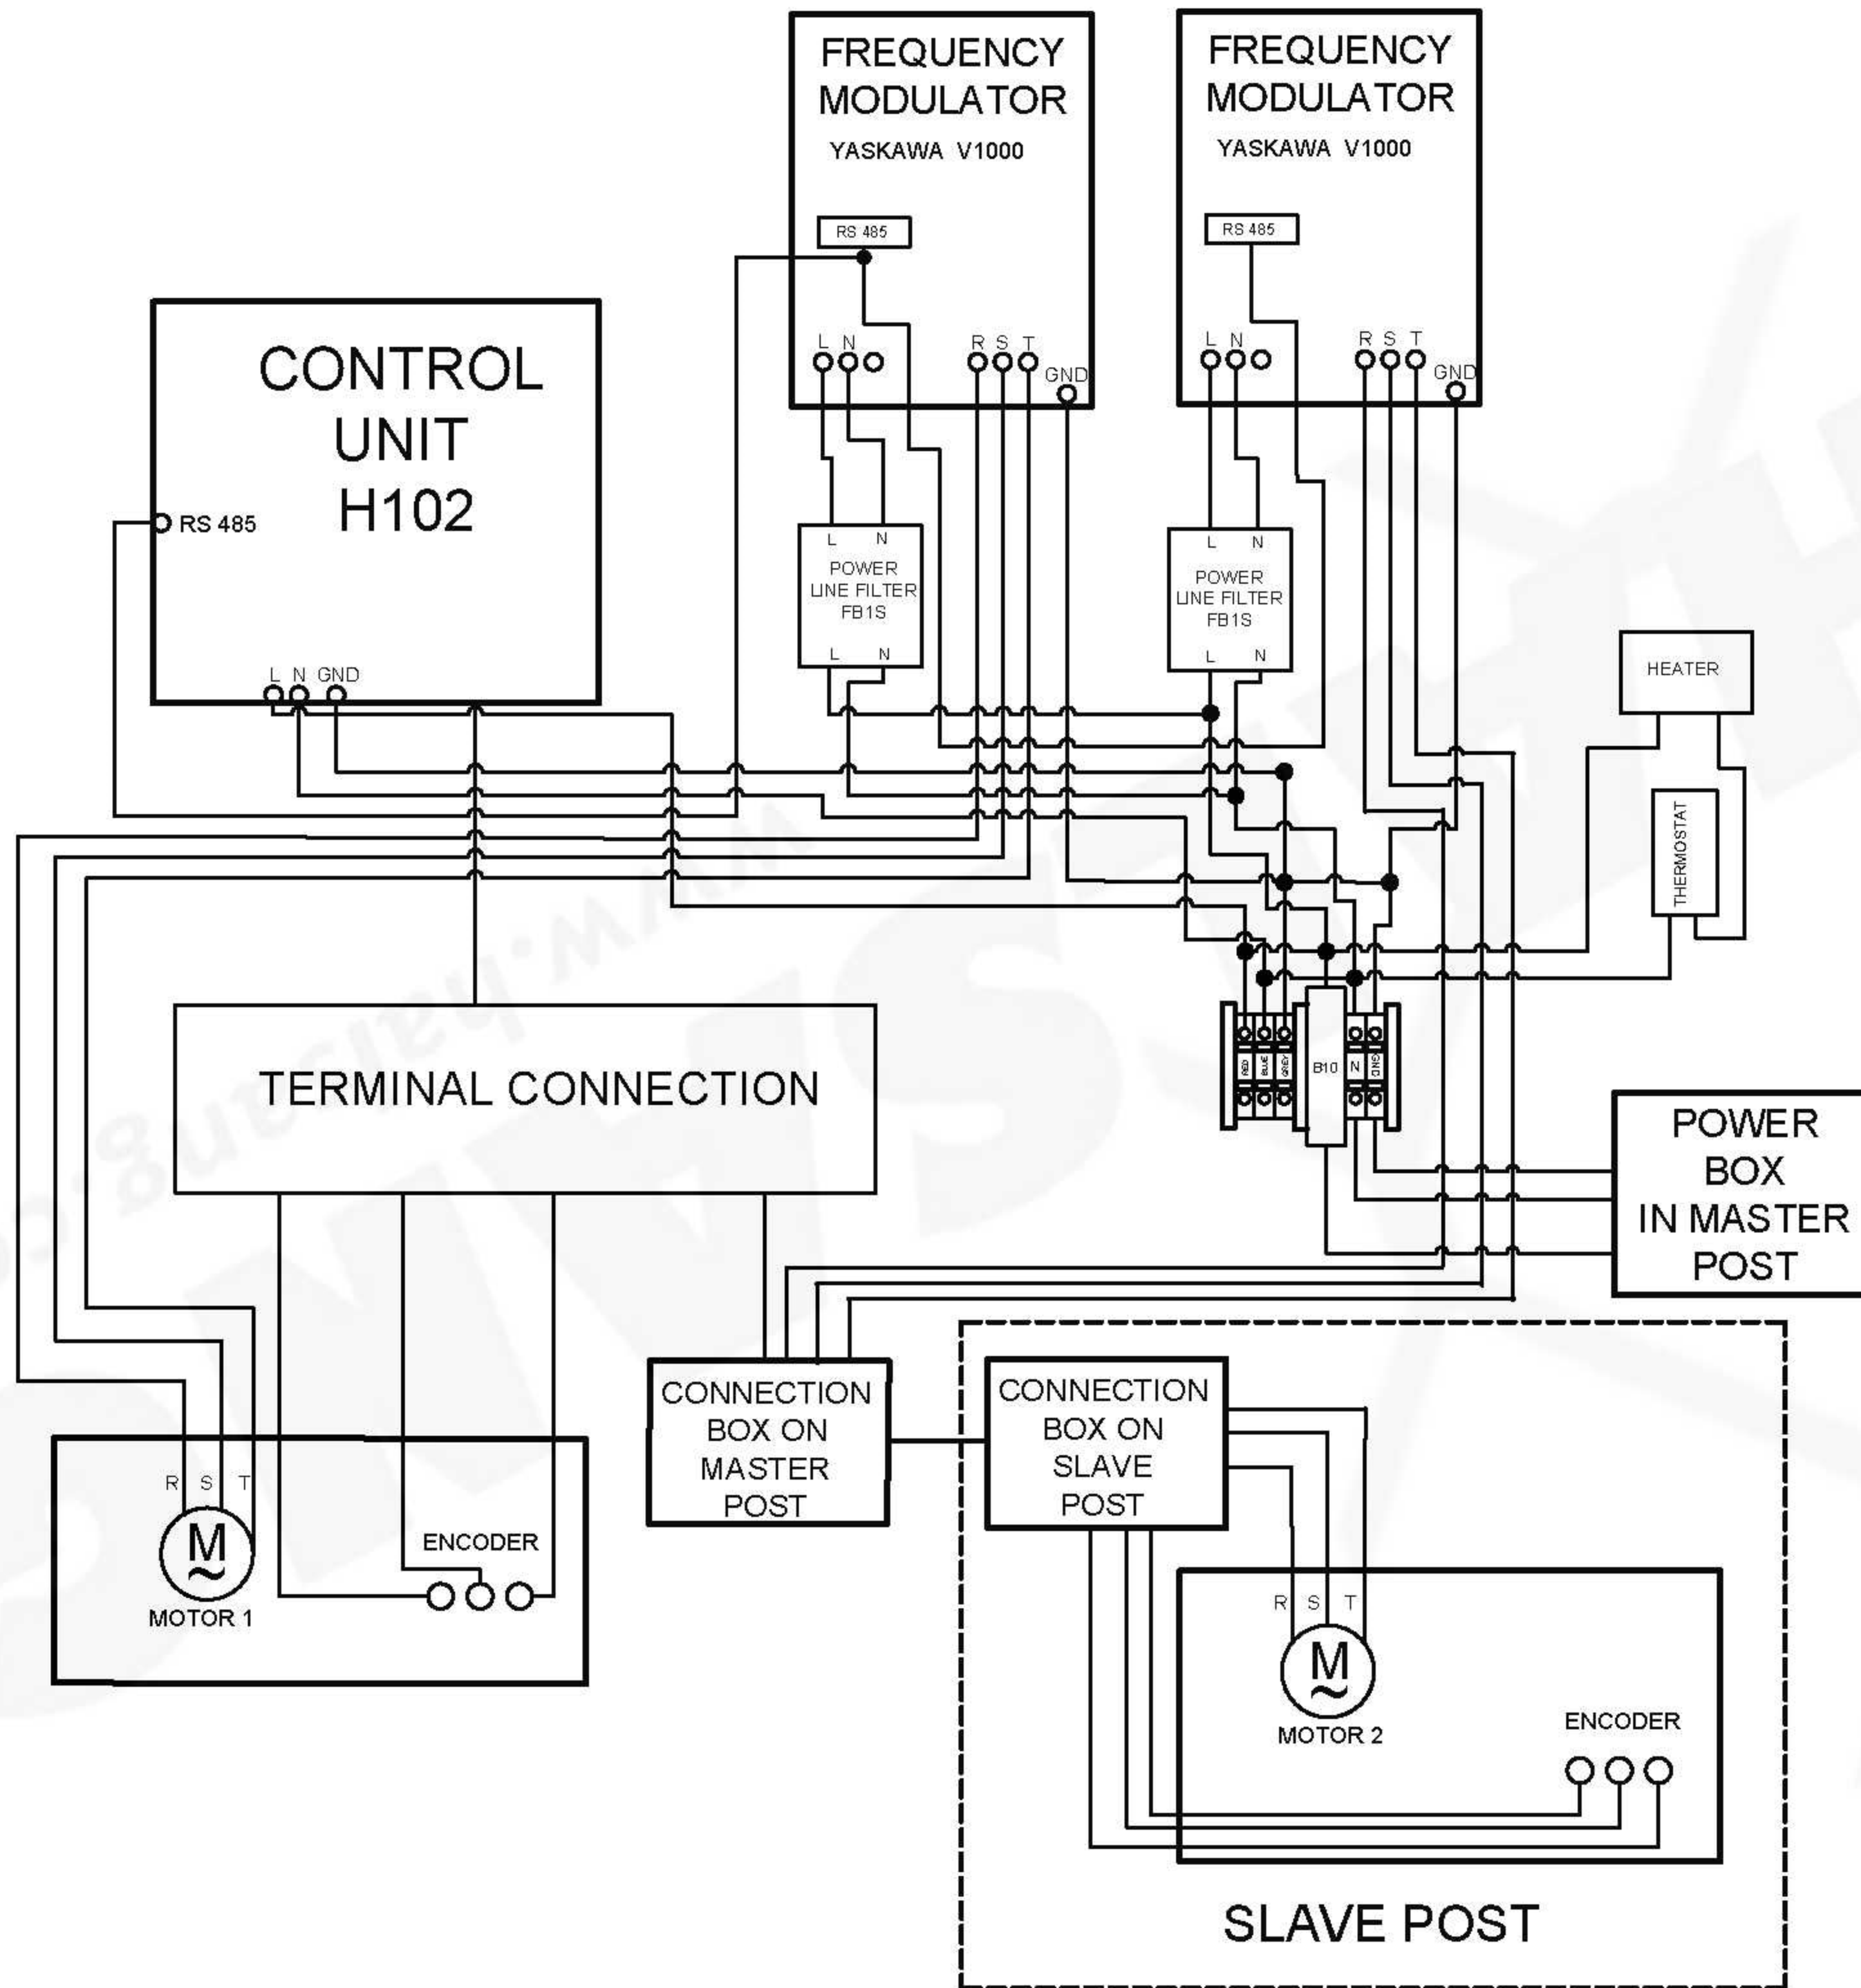 FREQUENCY
MODULATOR
YASKAWA V1000
RS 485
L N
R S T
GND
FREQUENCY
MODULATOR
YASKAWA V1000
RS 485
L N
R S T
GND
CONTROL
UNIT
H102
RS 485
L N GND
L N
POWER
LINE FILTER
FB1S
L N
L N
POWER
LINE FILTER
FB1S
L N
HEATER
THERMOSTAT
www.halsang.c
HALSANG
TERMINAL CONNECTION
RED
BLUE
GREY
B10
N
GND
POWER
BOX
IN MASTER
POST
CONNECTION
BOX ON
MASTER
POST
CONNECTION
BOX ON
SLAVE
POST
R S T
M
~
MOTOR 1
ENCODER
R S T
M
~
MOTOR 2
ENCODER
SLAVE POST